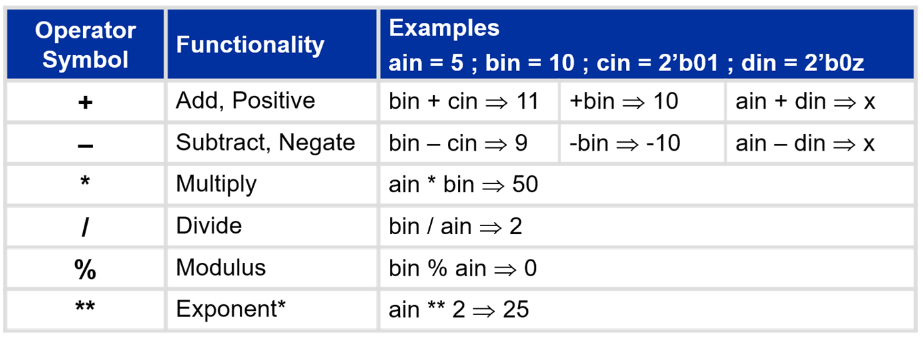 Operator Symbol
Functionality
Examples
ain = 5 ; bin = 10 ; cin = 2’b01 ; din = 2’b0z
+
Add, Positive
bin + cin ⇒ 11
+bin ⇒ 10
ain + din ⇒ x
–
Subtract, Negate
bin – cin ⇒ 9
-bin ⇒ -10
ain – din ⇒ x
*
Multiply
ain * bin ⇒ 50
/
Divide
bin / ain ⇒ 2
%
Modulus
bin % ain ⇒ 0
**
Exponent*
ain ** 2 ⇒ 25